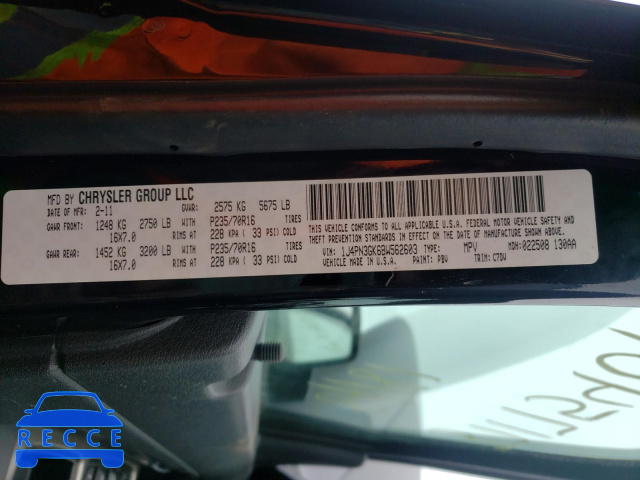 MFD BY CHRYSLER GROUP LLC
DATE OF MFR: 2-11 GVWR: 2575 KG 5675 LB
GAWR FRONT: 1248 KG 2750 LB WITH P235/70R16 TIRES
16X7.0 RIMS AT 228 KPA ( 33 PSI) COLD
GAWR REAR: 1452 KG 3200 LB WITH P235/70R16 TIRES
16X7.0 RIMS AT 228 KPA ( 33 PSI) COLD
THIS VEHICLE CONFORMS TO ALL APPLICABLE U.S.A. FEDERAL MOTOR VEHICLE SAFETY AND
THEFT PREVENTION STANDARDS IN EFFECT ON THE DATE OF MANUFACTURE SHOWN ABOVE.
VIN: 1J4PN3GK6BW562603 TYPE: MPV MDH: 022508 130AA
VEHICLE MADE IN U.S.A. PAINT: PBV TRIM: C7DV
RECCE